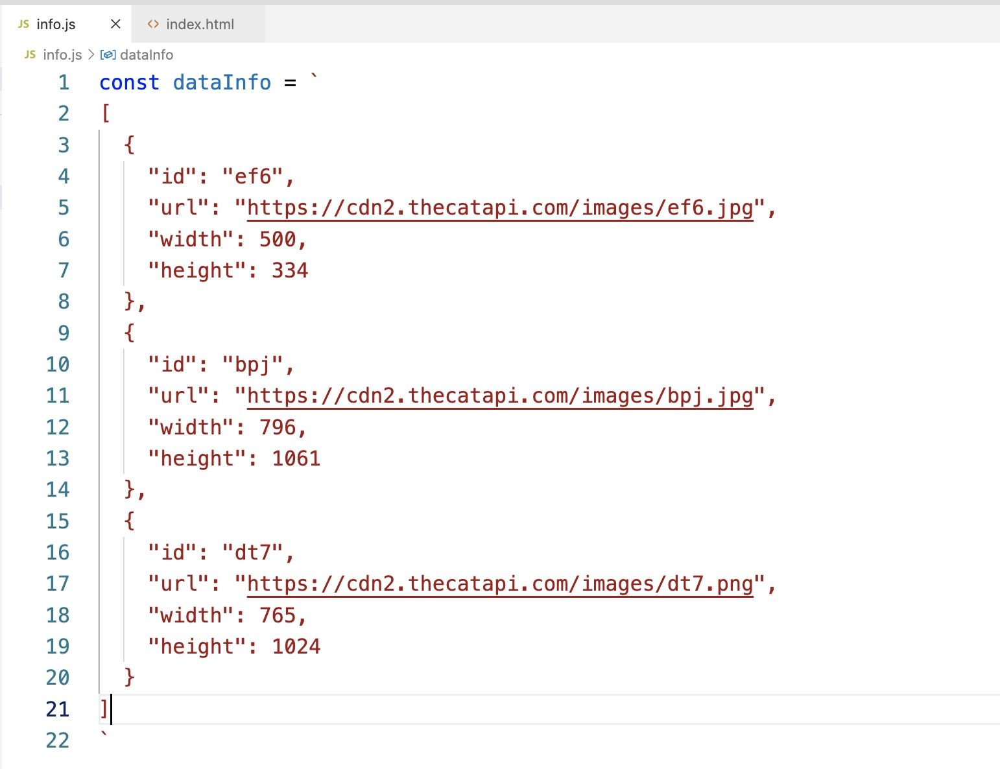 JS info.js
<> index.html
JS info.js > dataInfo
1 const dataInfo = `
2 [
3   {
4     "id": "ef6",
5     "url": "https://cdn2.thecatapi.com/images/ef6.jpg",
6     "width": 500,
7     "height": 334
8   },
9   {
10     "id": "bpj",
11     "url": "https://cdn2.thecatapi.com/images/bpj.jpg",
12     "width": 796,
13     "height": 1061
14   },
15   {
16     "id": "dt7",
17     "url": "https://cdn2.thecatapi.com/images/dt7.png",
18     "width": 765,
19     "height": 1024
20   }
21 ]
22 `